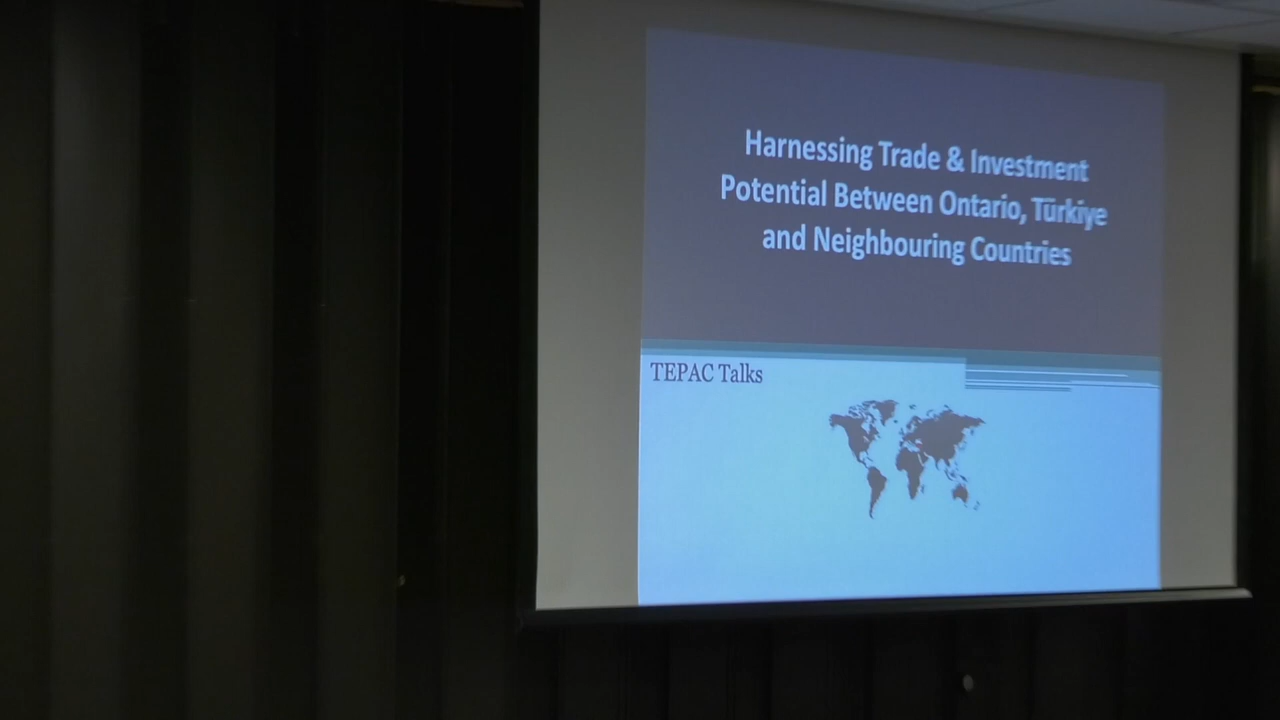 Harnessing Trade & Investment
Potential Between Ontario, Türkiye
and Neighbouring Countries
TEPAC Talks